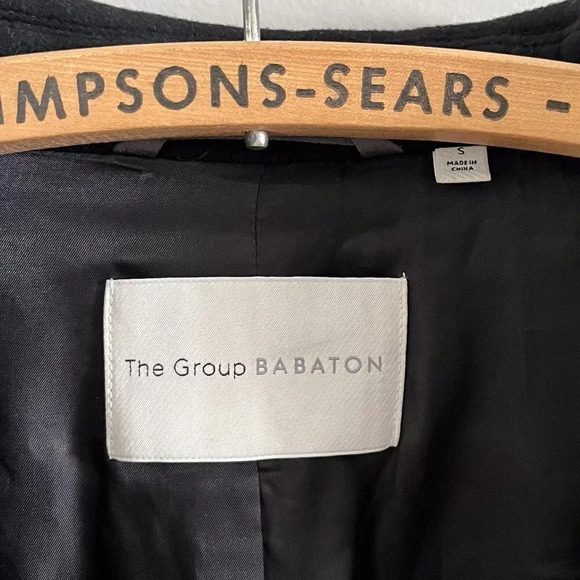 IMPSONS-SEARS -
S
MADE IN
CHINA
The Group BABATON